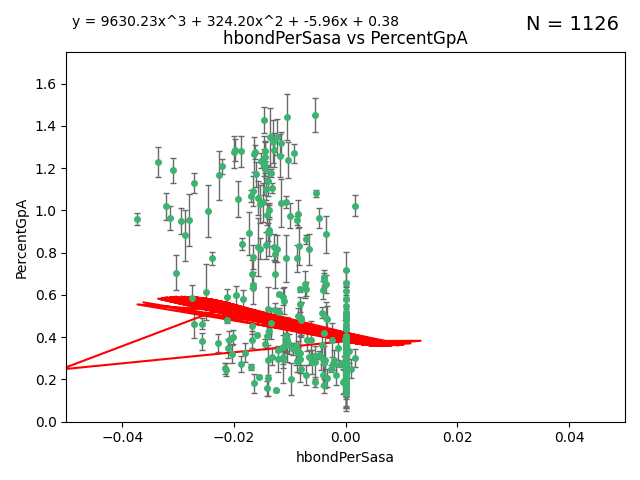 y = 9630.23x^3 + 324.20x^2 + -5.96x + 0.38
N = 1126
hbondPerSasa vs PercentGpA
1.6
1.4
1.2
1.0
0.8
0.6
0.4
0.2
0.0
PercentGpA
−0.04
−0.02
0.00
0.02
0.04
hbondPerSasa